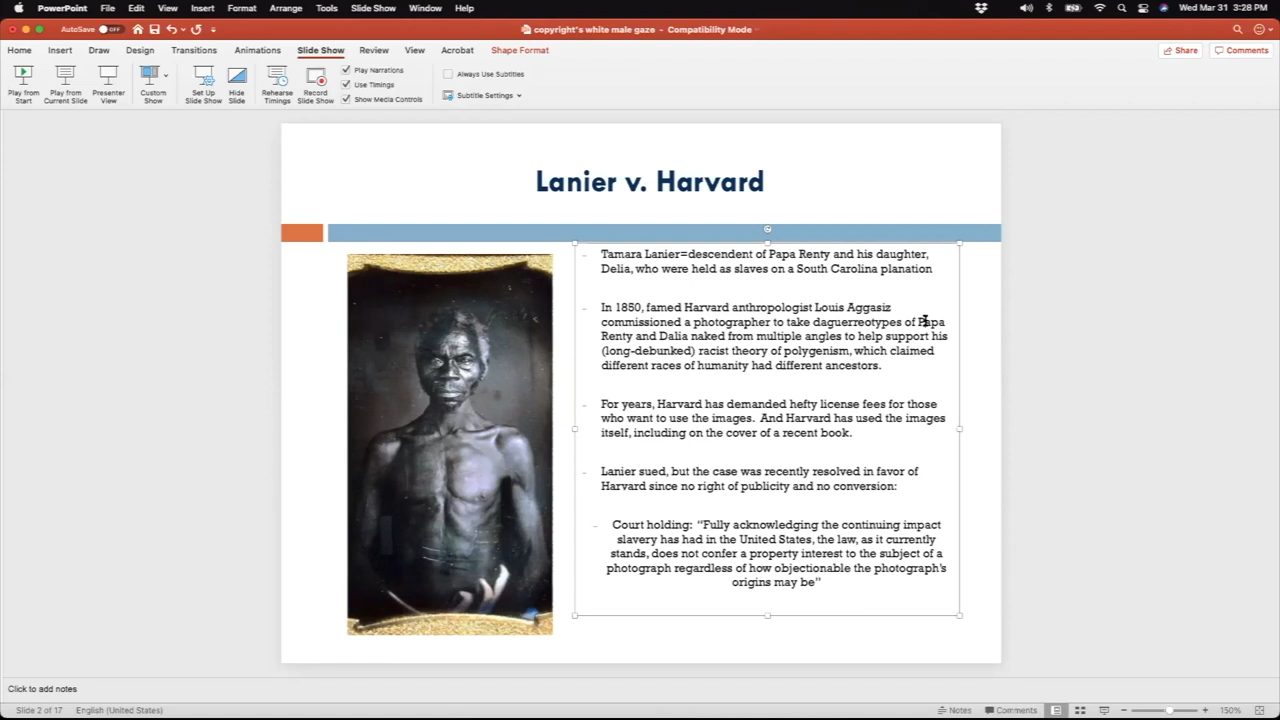 PowerPoint File Edit View Insert Format Arrange Tools Slide Show Window Help Wed Mar 31 3:28 PM
AutoSave OFF copyright's white male gaze - Compatibility Mode
Home Insert Draw Design Transitions Animations Slide Show Review View Acrobat Shape Format Share Comments
Play from Start
Play from Current Slide
Presenter View
Custom Show
Set Up Slide Show
Hide Slide
Rehearse Timings
Record Slide Show
Play Narrations
Use Timings
Show Media Controls
Always Use Subtitles
Subtitle Settings
Lanier v. Harvard
- Tamara Lanier=descendent of Papa Renty and his daughter,
Delia, who were held as slaves on a South Carolina planation
- In 1850, famed Harvard anthropologist Louis Aggasiz
commissioned a photographer to take daguerreotypes of Papa
Renty and Dalia naked from multiple angles to help support his
(long-debunked) racist theory of polygenism, which claimed
different races of humanity had different ancestors.
- For years, Harvard has demanded hefty license fees for those
who want to use the images. And Harvard has used the images
itself, including on the cover of a recent book.
- Lanier sued, but the case was recently resolved in favor of
Harvard since no right of publicity and no conversion:
- Court holding: "Fully acknowledging the continuing impact
slavery has had in the United States, the law, as it currently
stands, does not confer a property interest to the subject of a
photograph regardless of how objectionable the photograph's
origins may be"
Click to add notes
Slide 2 of 17 English (United States) Notes Comments 150%